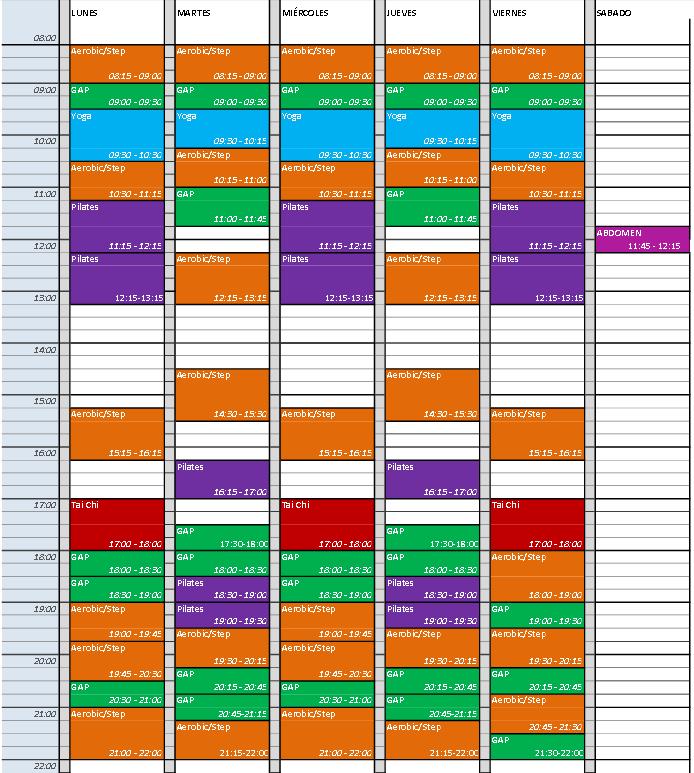 LUNES MARTES MIÉRCOLES JUEVES VIERNES SABADO
08:00
Aerobic/Step Aerobic/Step Aerobic/Step Aerobic/Step Aerobic/Step
08:15 - 09:00 08:15 - 09:00 08:15 - 09:00 08:15 - 09:00 08:15 - 09:00
09:00 GAP GAP GAP GAP GAP
09:00 - 09:30 09:00 - 09:30 09:00 - 09:30 09:00 - 09:30 09:00 - 09:30
Yoga Yoga Yoga Yoga Yoga
10:00 09:30 - 10:15 09:30 - 10:15
09:30 - 10:30 Aerobic/Step 09:30 - 10:30 Aerobic/Step 09:30 - 10:30
Aerobic/Step Aerobic/Step Aerobic/Step
10:15 - 11:00 10:15 - 11:00
11:00 10:30 - 11:15 GAP 10:30 - 11:15 GAP 10:30 - 11:15
Pilates Pilates Pilates
11:00 - 11:45 11:00 - 11:45
ABDOMEN
12:00 11:15 - 12:15 11:15 - 12:15 11:15 - 12:15 11:45 - 12:15
Pilates Aerobic/Step Pilates Aerobic/Step Pilates
13:00 12:15-13:15 12:15 - 13:15 12:15-13:15 12:15 - 13:15 12:15-13:15
14:00
Aerobic/Step Aerobic/Step
15:00
Aerobic/Step 14:30 - 15:30 Aerobic/Step 14:30 - 15:30 Aerobic/Step
16:00 15:15 - 16:15 15:15 - 16:15 15:15 - 16:15
Pilates Pilates
16:15 - 17:00 16:15 - 17:00
17:00 Tai Chi Tai Chi Tai Chi
GAP GAP
17:00 - 18:00 17:30-18:00 17:00 - 18:00 17:30-18:00 17:00 - 18:00
18:00 GAP GAP GAP GAP Aerobic/Step
18:00 - 18:30 18:00 - 18:30 18:00 - 18:30 18:00 - 18:30
GAP Pilates GAP Pilates
18:30 - 19:00 18:30 - 19:00 18:30 - 19:00 18:30 - 19:00 18:00 - 19:00
19:00 Aerobic/Step Pilates Aerobic/Step Pilates GAP
19:00 - 19:30 19:00 - 19:30 19:00 - 19:30
19:00 - 19:45 Aerobic/Step 19:00 - 19:45 Aerobic/Step Aerobic/Step
Aerobic/Step Aerobic/Step
20:00 19:30 - 20:15 19:30 - 20:15 19:30 - 20:15
19:45 - 20:30 GAP 19:45 - 20:30 GAP GAP
GAP 20:15 - 20:45 GAP 20:15 - 20:45 20:15 - 20:45
20:30 - 21:00 GAP 20:30 - 21:00 GAP Aerobic/Step
21:00 Aerobic/Step 20:45-21:15 Aerobic/Step 20:45-21:15
Aerobic/Step Aerobic/Step 20:45 - 21:30
GAP
21:00 - 22:00 21:15-22:00 21:00 - 22:00 21:15-22:00 21:30-22:00
22:00